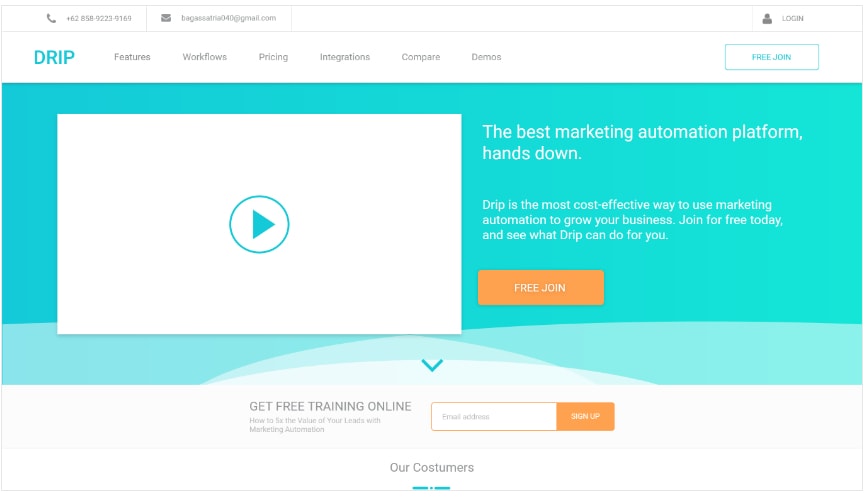 +62 858-9223-9169
bagassatria040@gmail.com
LOGIN
DRIP
Features
Workflows
Pricing
Integrations
Compare
Demos
FREE JOIN
The best marketing automation platform,
hands down.
Drip is the most cost-effective way to use marketing
automation to grow your business. Join for free today,
and see what Drip can do for you.
FREE JOIN
GET FREE TRAINING ONLINE
How to 5x the Value of Your Leads with
Marketing Automation
Email address
SIGN UP
Our Costumers